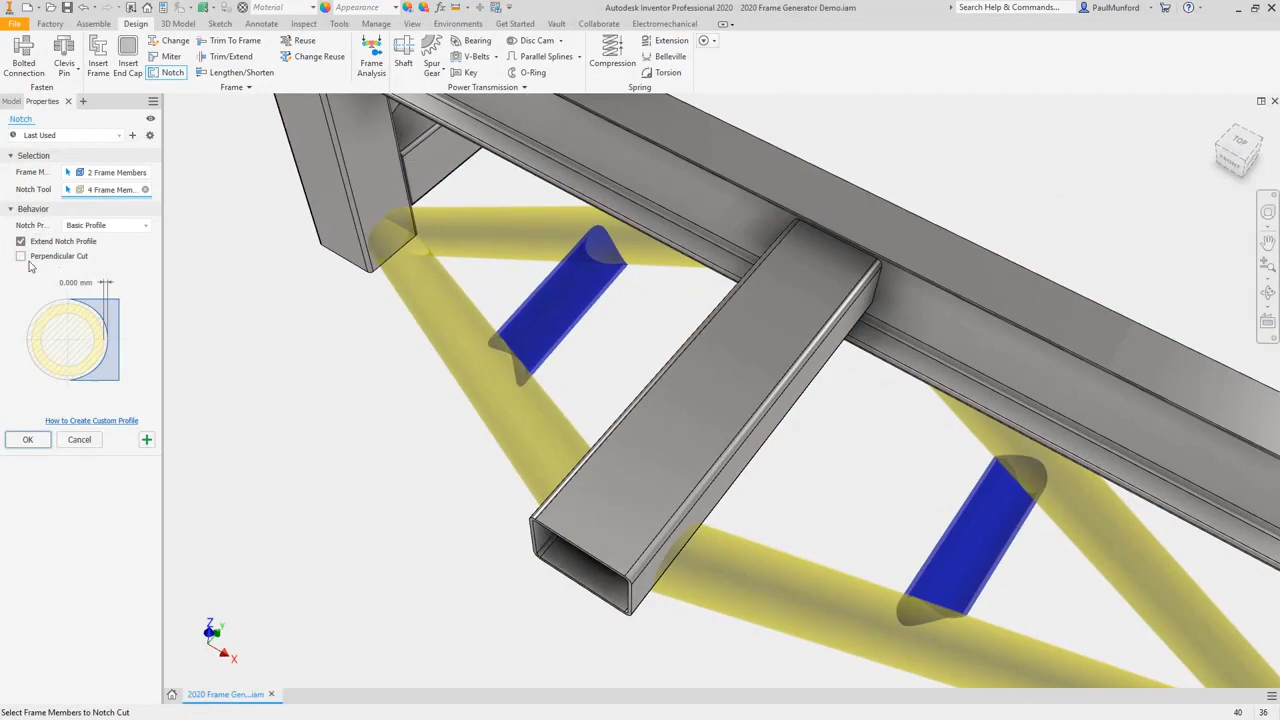 Material
Appearance
Autodesk Inventor Professional 2020
2020 Frame Generator Demo.iam
Search Help & Commands...
PaulMunford
File
Foundry
Assemble
Design
3D Model
Sketch
Annotate
Inspect
Tools
Manage
View
Environments
Get Started
Vault
Collaborate
Electromechanical
Bolted Connection
Clevis Pin
Insert Frame
Insert End Cap
Change
Miter
Notch
Trim To Frame
Trim/Extend
Lengthen/Shorten
Reuse
Change Reuse
Frame Analysis
Shaft
Spur Gear
Bearing
V-Belts
Key
Disc Cam
Parallel Splines
O-Ring
Compression
Extension
Belleville
Torsion
Fasten
Frame
Power Transmission
Spring
Model
Properties
Notch
Last Used
Selection
Frame M...
2 Frame Members
Notch Tool
4 Frame Mem...
Behavior
Notch Pr...
Basic Profile
Extend Notch Profile
Perpendicular Cut
0.000 mm
How to Create Custom Profile
OK
Cancel
TOP
FRONT
Z
Y
X
2020 Frame Gen...iam
Select Frame Members to Notch Cut
40
36